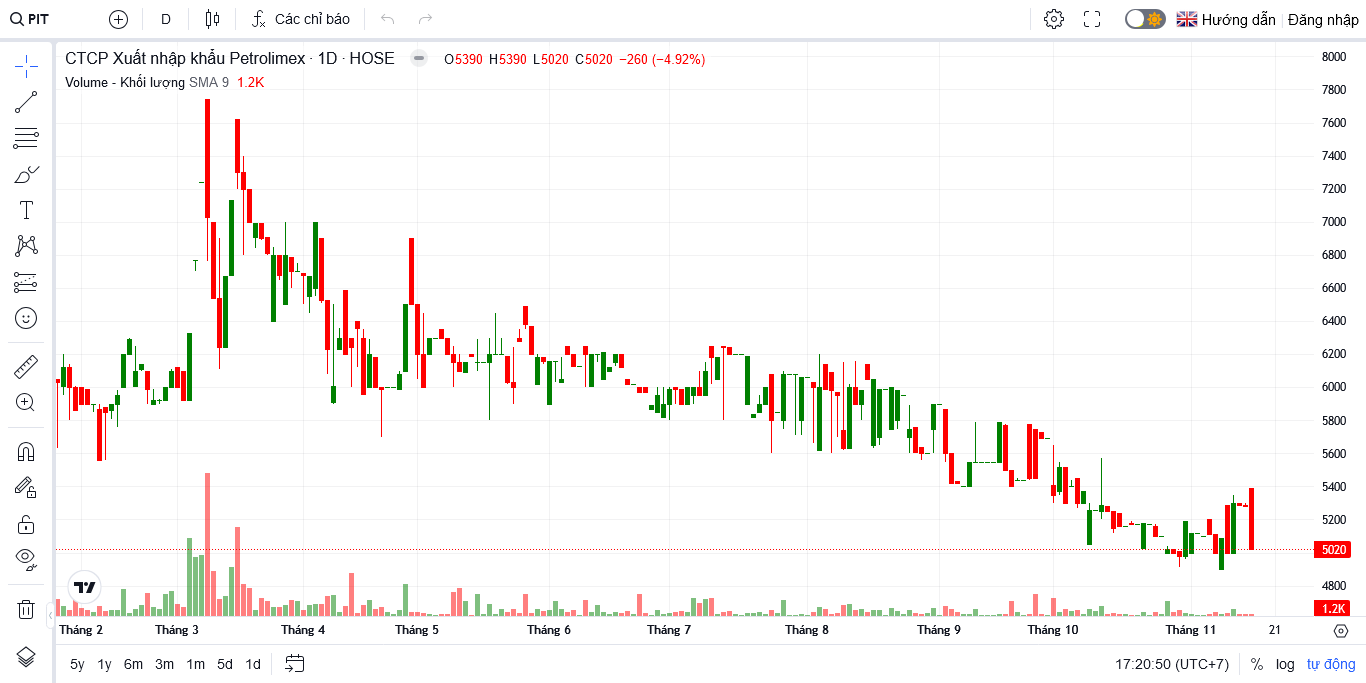 PIT D Các chỉ báo Hướng dẫn Đăng nhập
CTCP Xuất nhập khẩu Petrolimex · 1D · HOSE O5390 H5390 L5020 C5020 −260 (−4.92%)
Volume - Khối lượng SMA 9 1.2K
8000
7800
7600
7400
7200
7000
6800
6600
6400
6200
6000
5800
5600
5400
5200
5020
4800
1.2K
Tháng 2 Tháng 3 Tháng 4 Tháng 5 Tháng 6 Tháng 7 Tháng 8 Tháng 9 Tháng 10 Tháng 11 21
5y 1y 6m 3m 1m 5d 1d 17:20:50 (UTC+7) % log tự động